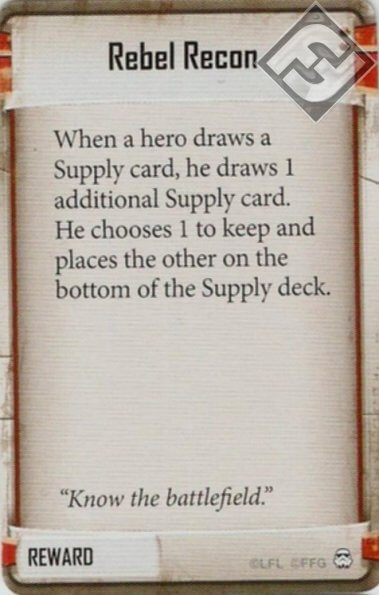 Rebel Recon
When a hero draws a
Supply card, he draws 1
additional Supply card.
He chooses 1 to keep and
places the other on the
bottom of the Supply deck.
“Know the battlefield.”
REWARD
©LFL ©FFG